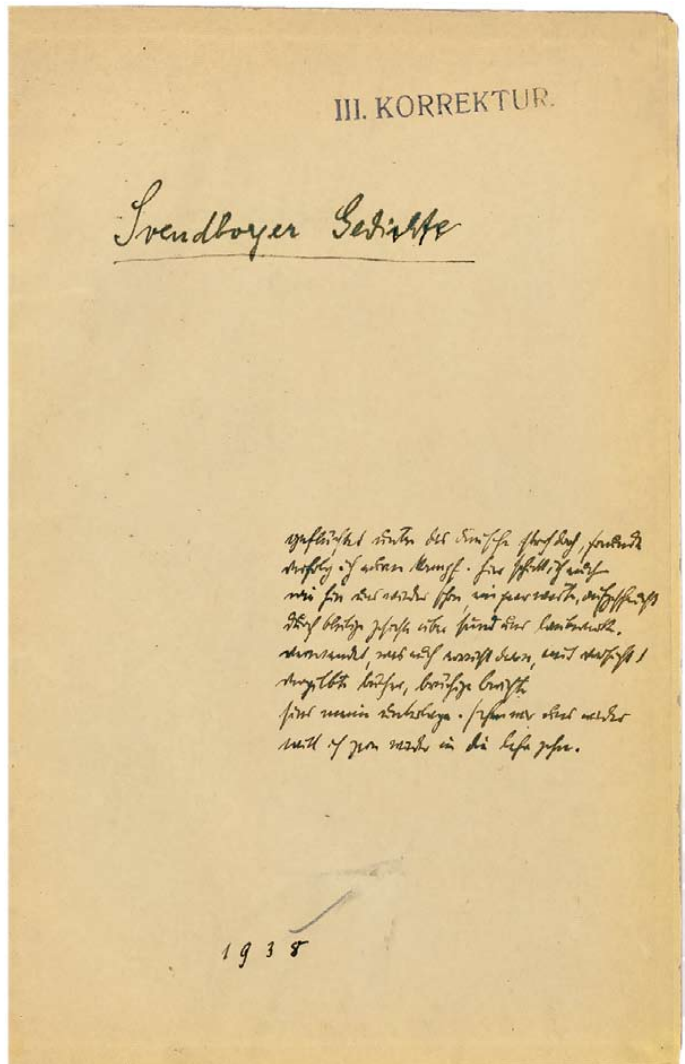 III. KORREKTUR.
Svendborger Gedichte
geflüchtet unter das dänische strohdach, freunde
verfolg ich euren kampf. hier schick ich euch
wie hin und wieder schon, ein paar worte, aufgescheucht
durch blutige gesichte über sund und laubwerk.
verwendet, was euch erreicht davon, mit vorsicht!
vergilbte bücher, brüchige berichte
sind meine unterlage. sehen wir uns wieder
will ich gern wieder in die lehre gehn.
1938